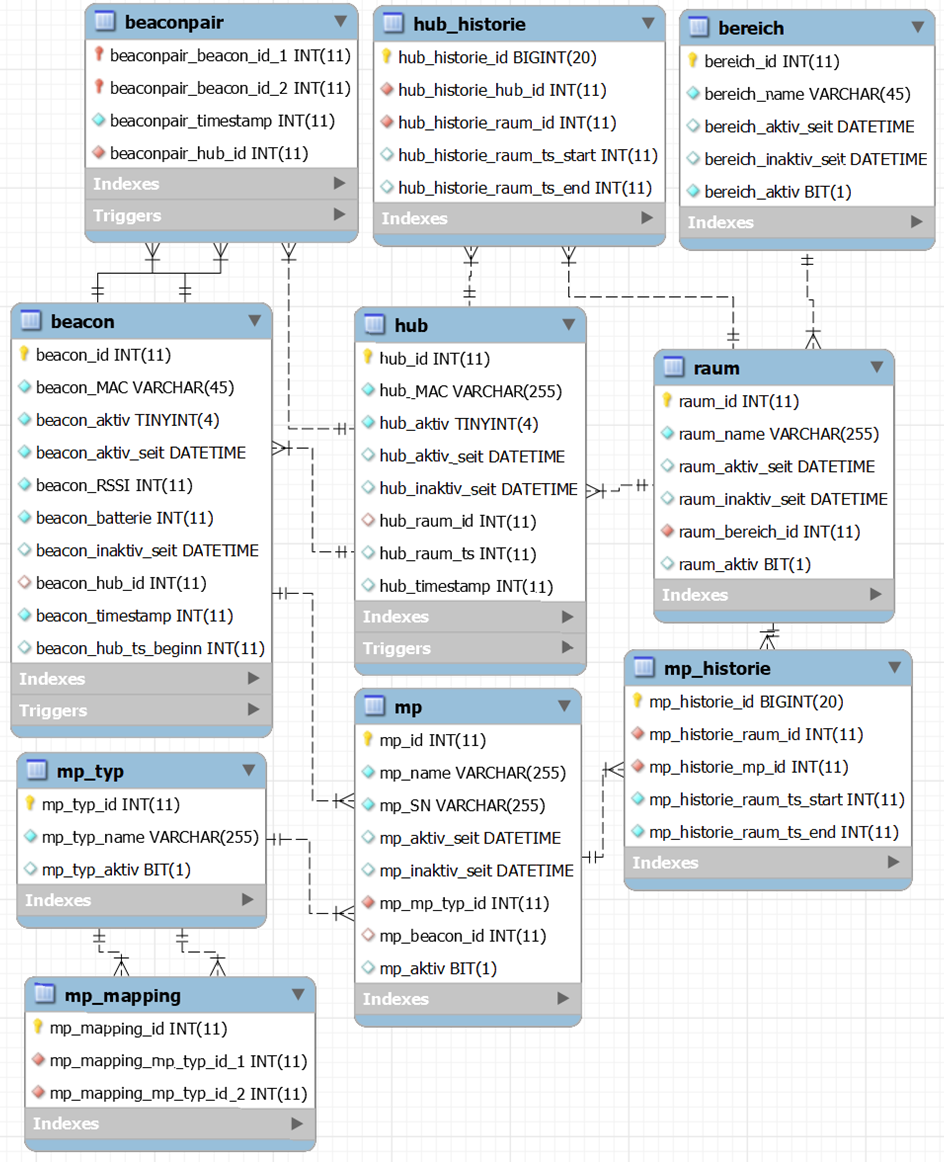 beaconpair
beaconpair_beacon_id_1 INT(11)
beaconpair_beacon_id_2 INT(11)
beaconpair_timestamp INT(11)
beaconpair_hub_id INT(11)
Indexes
Triggers
hub_historie
hub_historie_id BIGINT(20)
hub_historie_hub_id INT(11)
hub_historie_raum_id INT(11)
hub_historie_raum_ts_start INT(11)
hub_historie_raum_ts_end INT(11)
Indexes
bereich
bereich_id INT(11)
bereich_name VARCHAR(45)
bereich_aktiv_seit DATETIME
bereich_inaktiv_seit DATETIME
bereich_aktiv BIT(1)
Indexes
beacon
beacon_id INT(11)
beacon_MAC VARCHAR(45)
beacon_aktiv TINYINT(4)
beacon_aktiv_seit DATETIME
beacon_RSSI INT(11)
beacon_batterie INT(11)
beacon_inaktiv_seit DATETIME
beacon_hub_id INT(11)
beacon_timestamp INT(11)
beacon_hub_ts_beginn INT(11)
Indexes
Triggers
hub
hub_id INT(11)
hub_MAC VARCHAR(255)
hub_aktiv TINYINT(4)
hub_aktiv_seit DATETIME
hub_inaktiv_seit DATETIME
hub_raum_id INT(11)
hub_raum_ts INT(11)
hub_timestamp INT(11)
Indexes
Triggers
raum
raum_id INT(11)
raum_name VARCHAR(255)
raum_aktiv_seit DATETIME
raum_inaktiv_seit DATETIME
raum_bereich_id INT(11)
raum_aktiv BIT(1)
Indexes
mp_historie
mp_historie_id BIGINT(20)
mp_historie_raum_id INT(11)
mp_historie_mp_id INT(11)
mp_historie_raum_ts_start INT(11)
mp_historie_raum_ts_end INT(11)
Indexes
mp
mp_id INT(11)
mp_name VARCHAR(255)
mp_SN VARCHAR(255)
mp_aktiv_seit DATETIME
mp_inaktiv_seit DATETIME
mp_mp_typ_id INT(11)
mp_beacon_id INT(11)
mp_aktiv BIT(1)
Indexes
mp_typ
mp_typ_id INT(11)
mp_typ_name VARCHAR(255)
mp_typ_aktiv BIT(1)
Indexes
mp_mapping
mp_mapping_id INT(11)
mp_mapping_mp_typ_id_1 INT(11)
mp_mapping_mp_typ_id_2 INT(11)
Indexes